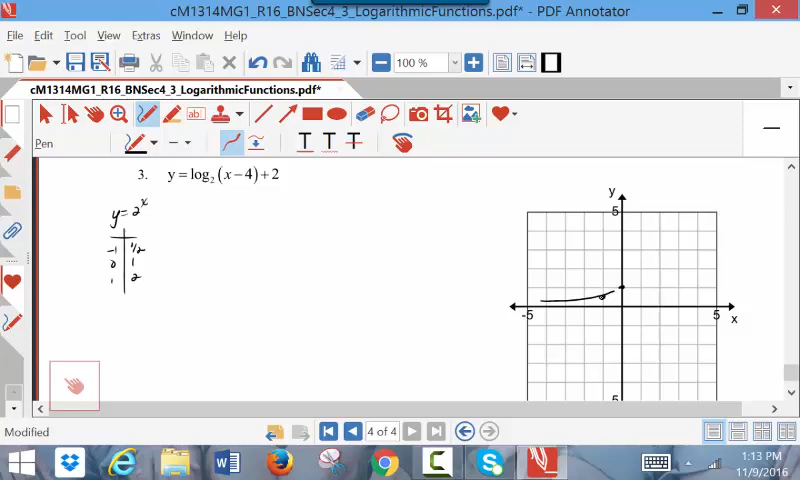 cM1314MG1_R16_BNSec4_3_LogarithmicFunctions.pdf* - PDF Annotator
File Edit Tool View Extras Window Help
100 %
cM1314MG1_R16_BNSec4_3_LogarithmicFunctions.pdf*
ab
Pen
T T T
3. y = log₂ (x − 4) + 2
y = 2ˣ
-1 1/2
0 1
1 2
y
5
-5 5 x
5
4 of 4
Modified
1:13 PM
11/9/2016